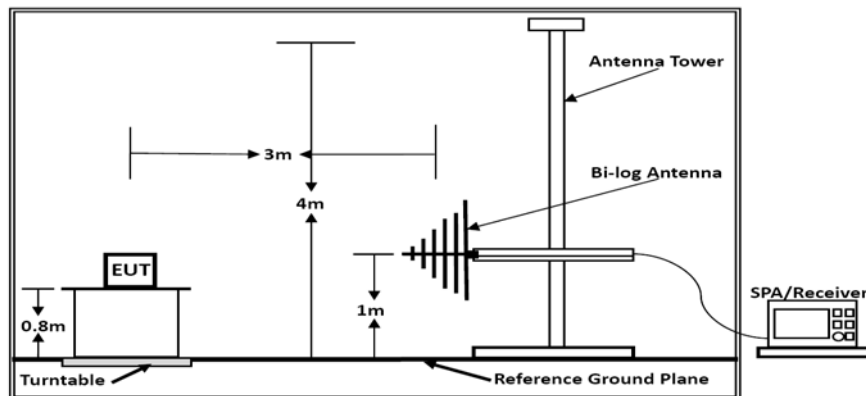 Antenna Tower
3m
Bi-log Antenna
4m
EUT
1m
0.8m
SPA/Receiver
Turntable
Reference Ground Plane